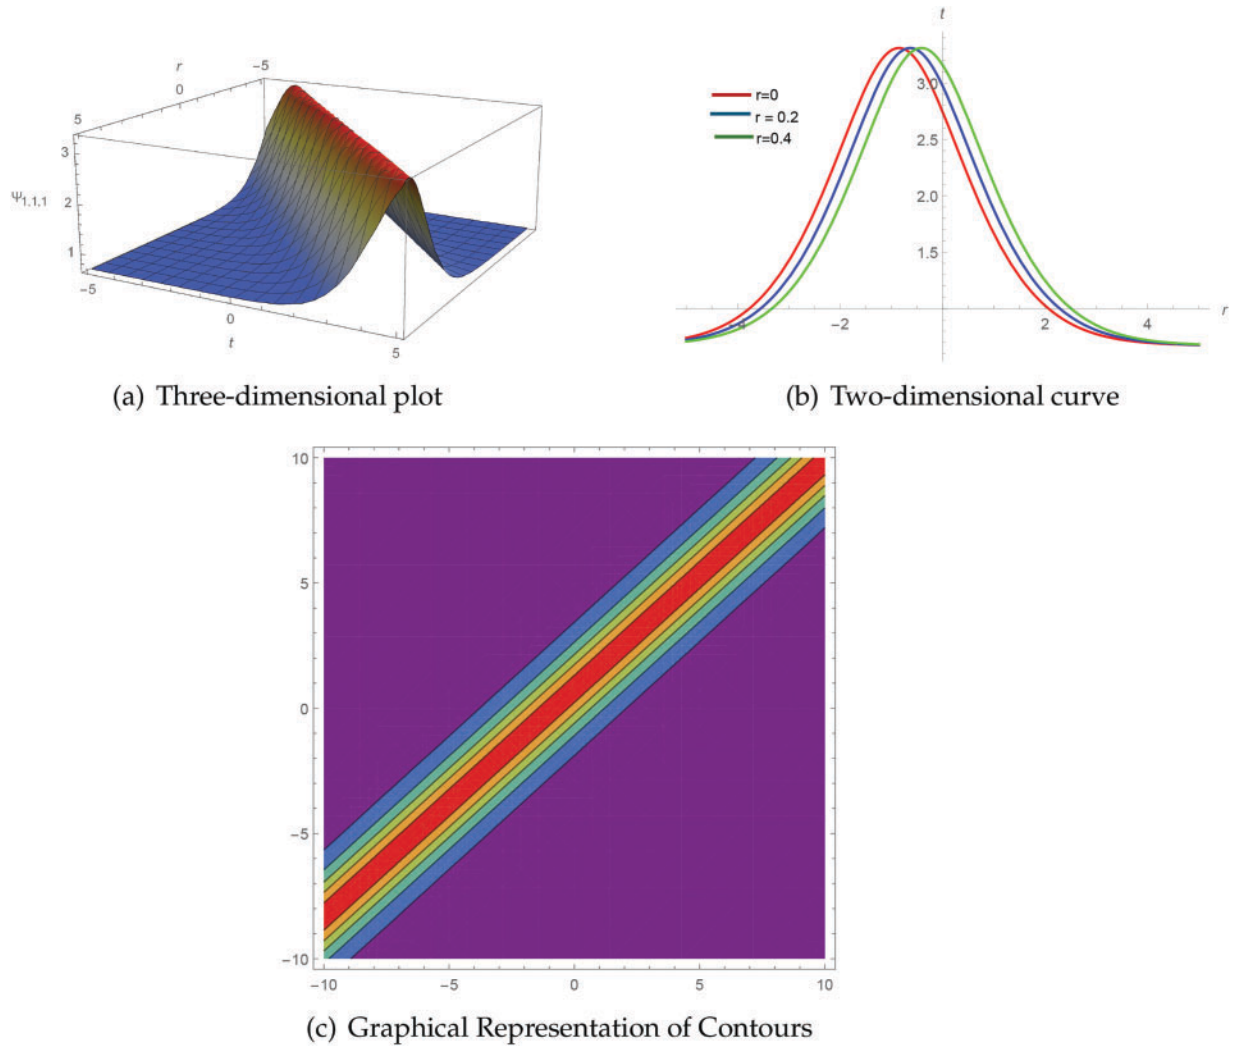 r
−5
0
5
3
2
1
Ψ1.1.1
−5
0
5
t
(a) Three-dimensional plot
t
3.0
2.0
1.5
r=0
r = 0.2
r=0.4
−4
−2
0
2
4
r
(b) Two-dimensional curve
10
5
0
−5
−10
−10
−5
0
5
10
(c) Graphical Representation of Contours